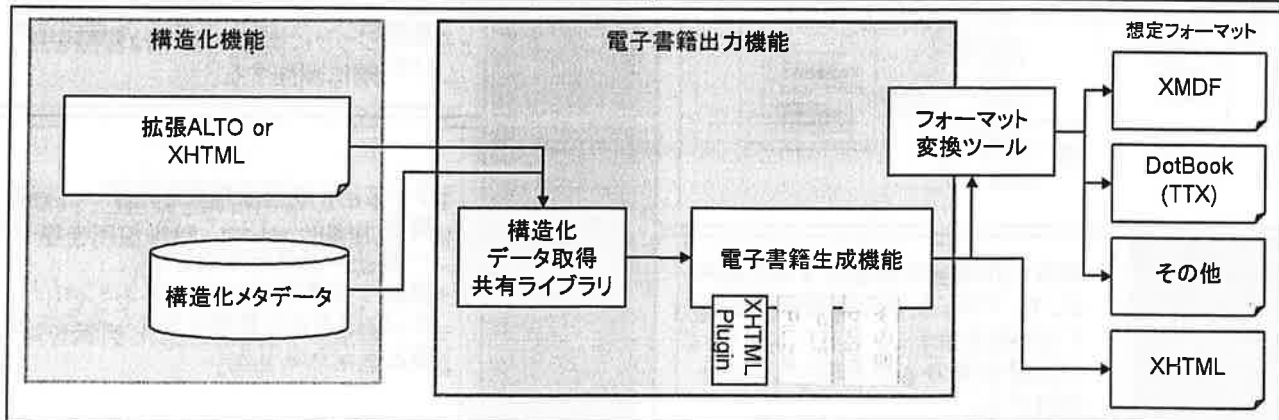 構造化機能
拡張ALTO or
XHTML
構造化メタデータ
電子書籍出力機能
構造化
データ取得
共有ライブラリ
電子書籍生成機能
XHTML
Plugin
フォーマット
変換ツール
想定フォーマット
XMDF
DotBook
(TTX)
その他
XHTML